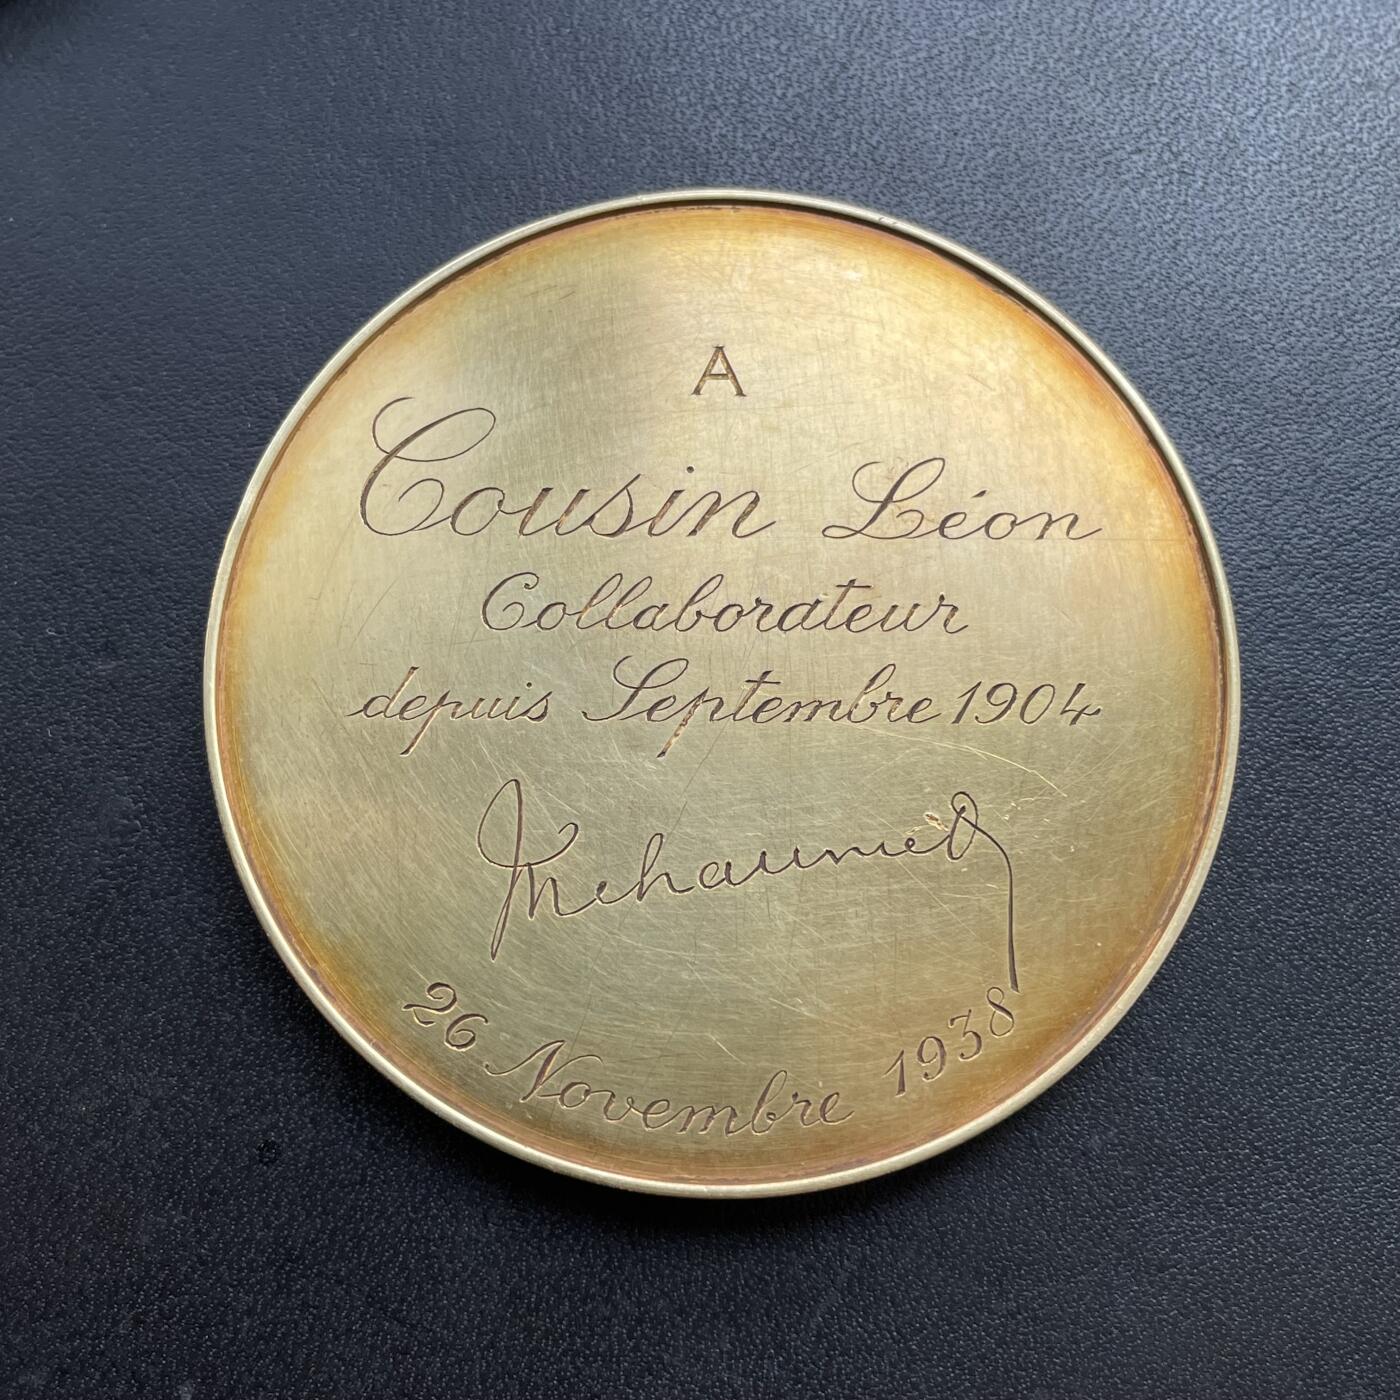 A
Cousin Léon
Collaborateur
depuis Septembre 1904
26 Novembre 1938